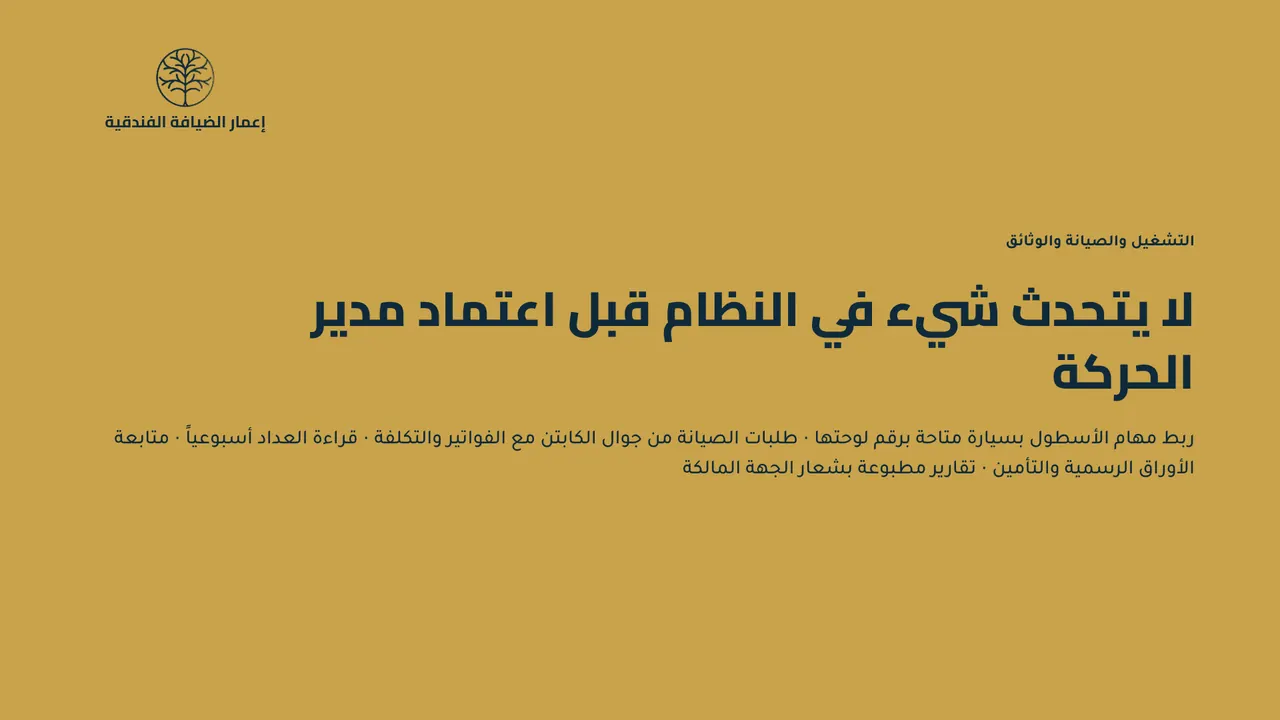 إعمار الضيافة الفندقية
التشغيل والصيانة والوثائق
لا يتحدث شيء في النظام قبل اعتماد مدير
الحركة
ربط مهام الأسطول بسيارة متاحة برقم لوحتها · طلبات الصيانة من جوال الكابتن مع الفواتير والتكلفة · قراءة العداد أسبوعياً · متابعة
الأوراق الرسمية والتأمين · تقارير مطبوعة بشعار الجهة المالكة